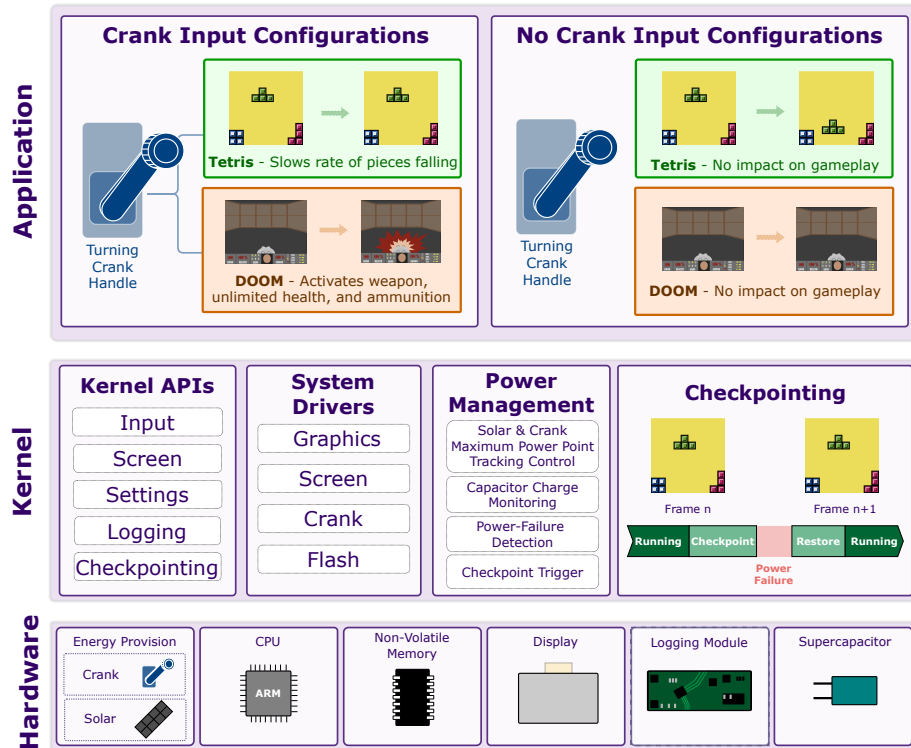 Application
Crank Input Configurations
Turning
Crank
Handle
Tetris - Slows rate of pieces falling
DOOM - Activates weapon,
unlimited health, and ammunition
No Crank Input Configurations
Turning
Crank
Handle
Tetris - No impact on gameplay
DOOM - No impact on gameplay
Kernel
Kernel APIs
Input
Screen
Settings
Logging
Checkpointing
System
Drivers
Graphics
Screen
Crank
Flash
Power
Management
Solar & Crank
Maximum Power Point
Tracking Control
Capacitor Charge
Monitoring
Power-Failure
Detection
Checkpoint Trigger
Checkpointing
Frame n
Frame n+1
Running
Checkpoint
Restore
Running
Power
Failure
Hardware
Energy Provision
Crank
Solar
CPU
ARM
Non-Volatile
Memory
Display
Logging Module
Supercapacitor